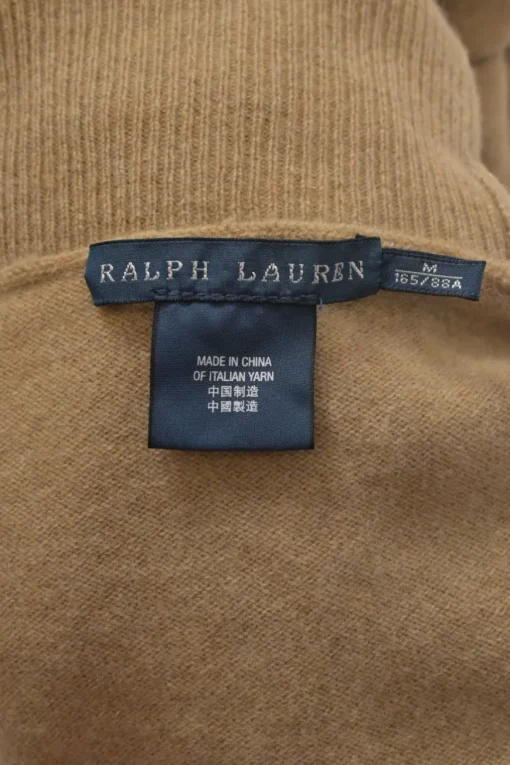 RALPH LAUREN
M
165/88A
MADE IN CHINA
OF ITALIAN YARN
中国制造
中國製造